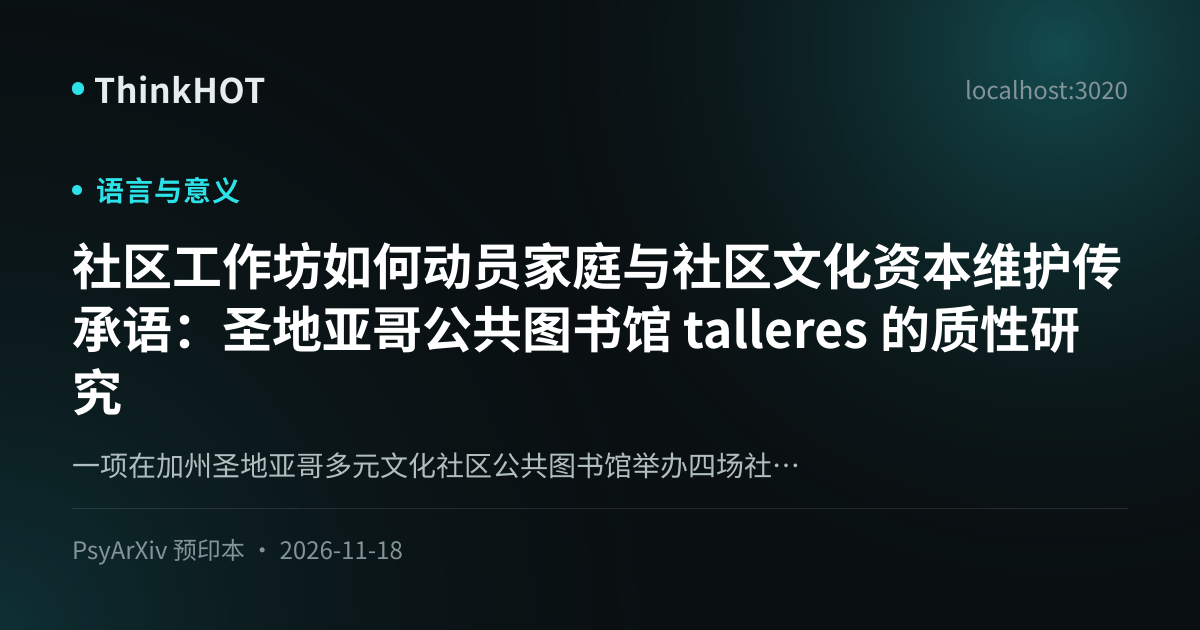 ThinkHOT
localhost:3020
语言与意义
社区工作坊如何动员家庭与社区文化资本维护传
承语：圣地亚哥公共图书馆 talleres 的质性研
究
一项在加州圣地亚哥多元文化社区公共图书馆举办四场社…
PsyArXiv 预印本 · 2026-11-18